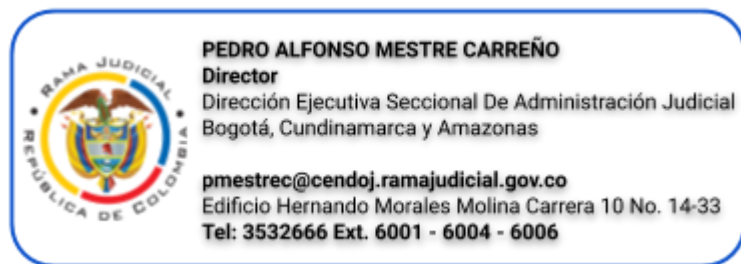 RAMA JUDICIAL
REPÚBLICA DE COLOMBIA
PEDRO ALFONSO MESTRE CARREÑO
Director
Dirección Ejecutiva Seccional De Administración Judicial
Bogotá, Cundinamarca y Amazonas
pmestrec@cendoj.ramajudicial.gov.co
Edificio Hernando Morales Molina Carrera 10 No. 14-33
Tel: 3532666 Ext. 6001 - 6004 - 6006